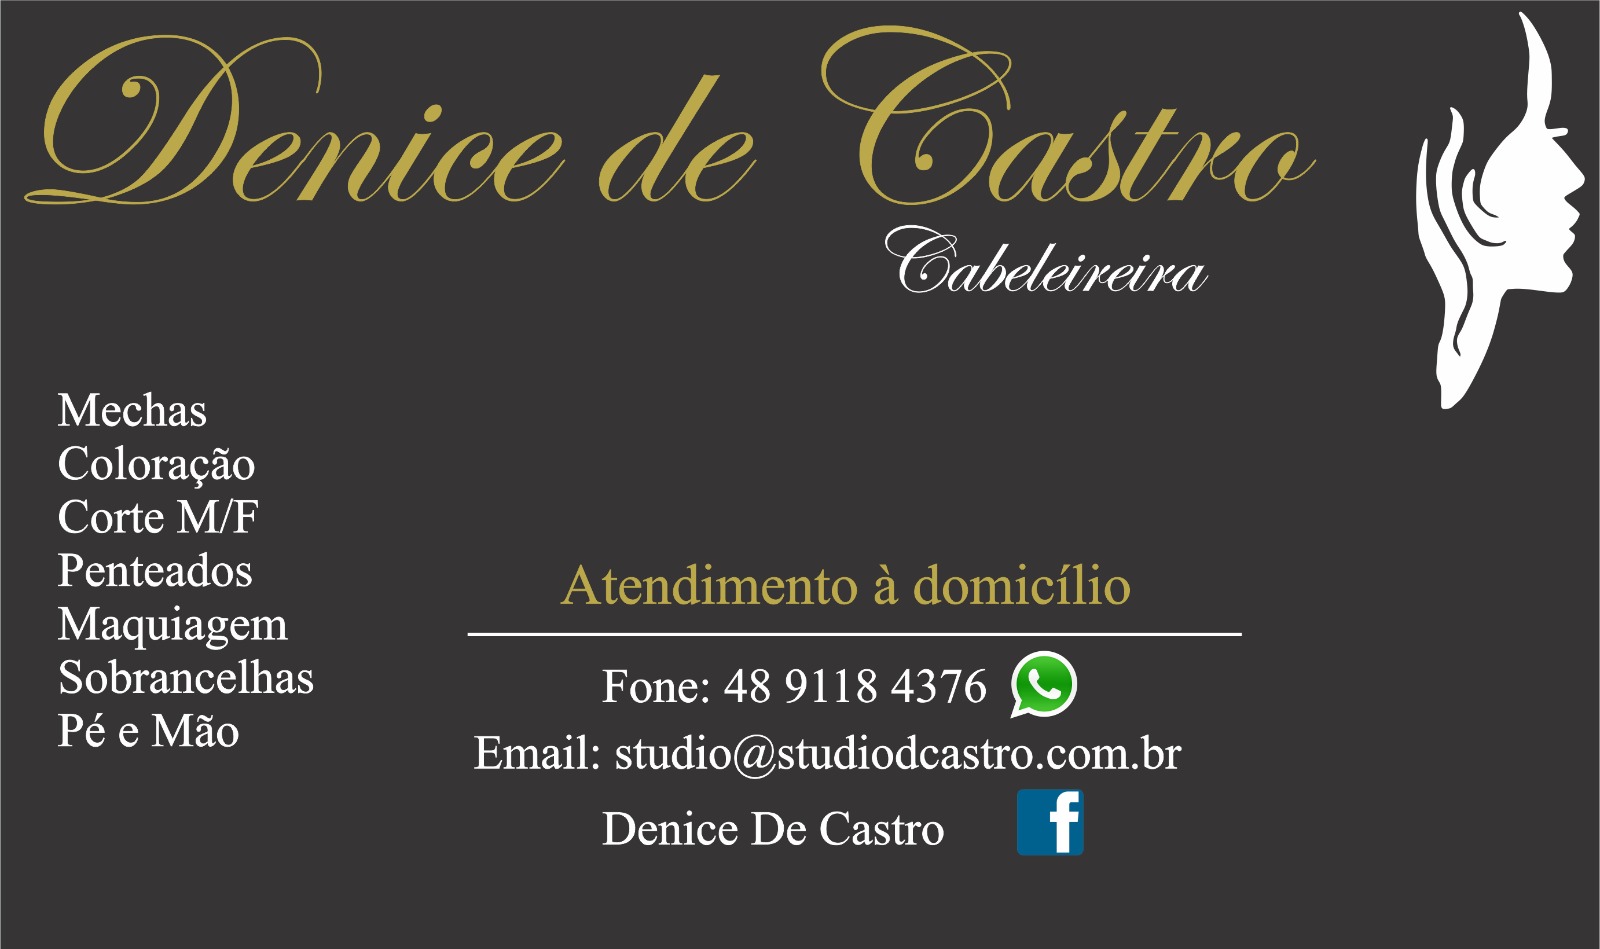 Denice de Castro
Cabeleireira
Mechas
Coloração
Corte M/F
Penteados
Maquiagem
Sobrancelhas
Pé e Mão
Atendimento à domicílio
Fone: 48 9118 4376
Email: studio@studiodcastro.com.br
Denice De Castro
f